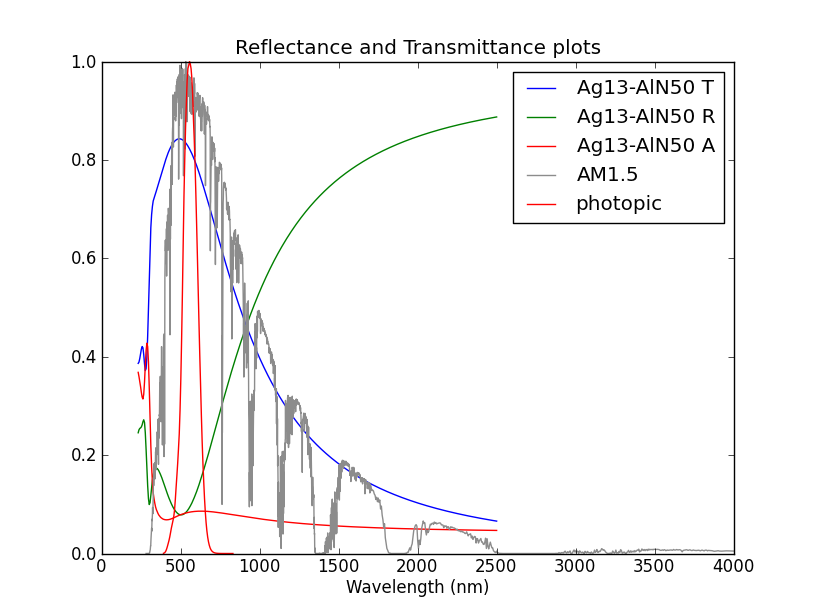 Reflectance and Transmittance plots
1.0
0.8
0.6
0.4
0.2
0.0
Ag13-AlN50 T
Ag13-AlN50 R
Ag13-AlN50 A
AM1.5
photopic
0 500 1000 1500 2000 2500 3000 3500 4000
Wavelength (nm)